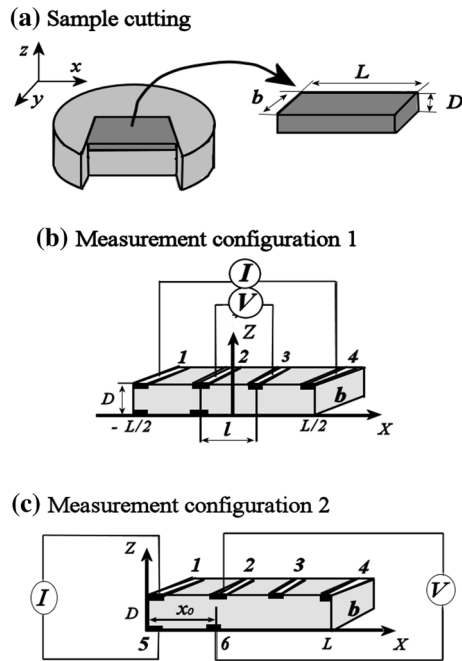 (a) Sample cutting
z
x
y
L
b
D
(b) Measurement configuration 1
I
V
Z
1 2 3 4
D
b
- L/2
l
L/2
X
(c) Measurement configuration 2
Z
1 2 3 4
I
V
D
x₀
b
5
6
L
X